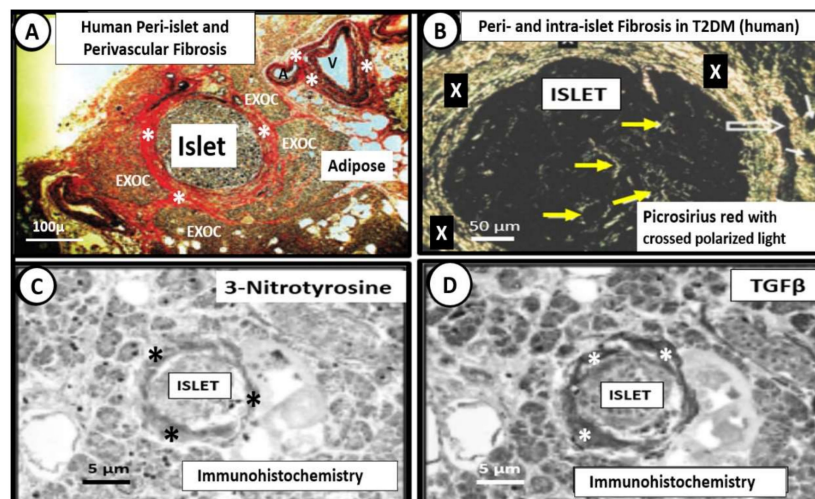 A
Human Peri-islet and
Perivascular Fibrosis
A
V
*
*
*
EXOC
*
*
Islet
EXOC
Adipose
EXOC
*
EXOC
100µ
B
Peri- and intra-islet Fibrosis in T2DM (human)
X
X
X
ISLET
X
50 µm
Picrosirius red with
crossed polarized light
C
3-Nitrotyrosine
*
ISLET
*
*
5 µm
Immunohistochemistry
D
TGFβ
*
*
ISLET
*
5 µm
Immunohistochemistry